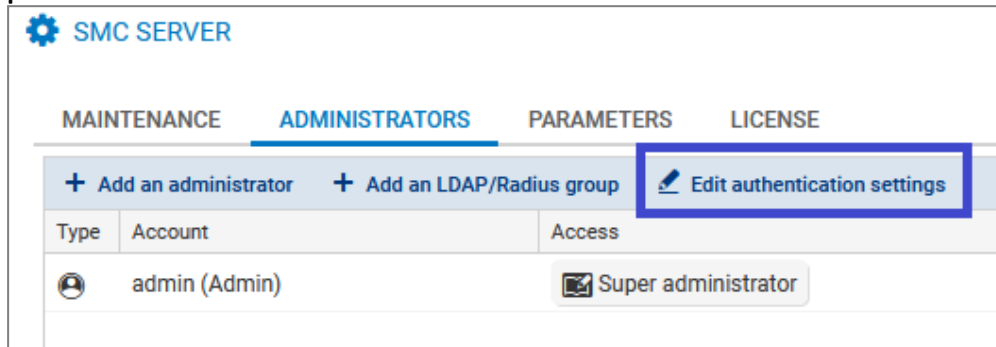 SMC SERVER
MAINTENANCE ADMINISTRATORS PARAMETERS LICENSE
+ Add an administrator + Add an LDAP/Radius group Edit authentication settings
Type Account Access
admin (Admin) Super administrator